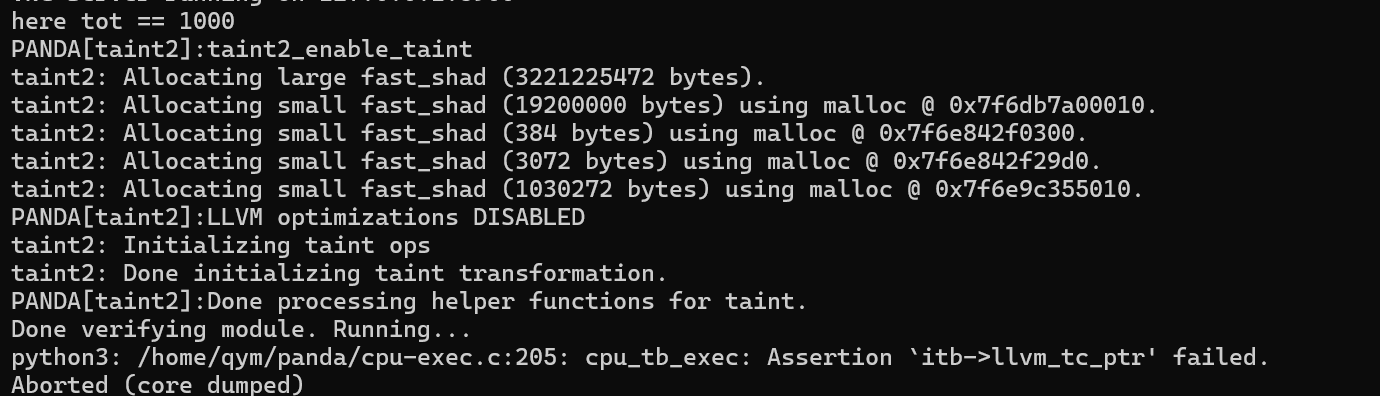 here tot == 1000
PANDA[taint2]:taint2_enable_taint
taint2: Allocating large fast_shad (3221225472 bytes).
taint2: Allocating small fast_shad (19200000 bytes) using malloc @ 0x7f6db7a00010.
taint2: Allocating small fast_shad (384 bytes) using malloc @ 0x7f6e842f0300.
taint2: Allocating small fast_shad (3072 bytes) using malloc @ 0x7f6e842f29d0.
taint2: Allocating small fast_shad (1030272 bytes) using malloc @ 0x7f6e9c355010.
PANDA[taint2]:LLVM optimizations DISABLED
taint2: Initializing taint ops
taint2: Done initializing taint transformation.
PANDA[taint2]:Done processing helper functions for taint.
Done verifying module. Running...
python3: /home/qym/panda/cpu-exec.c:205: cpu_tb_exec: Assertion `itb->llvm_tc_ptr' failed.
Aborted (core dumped)